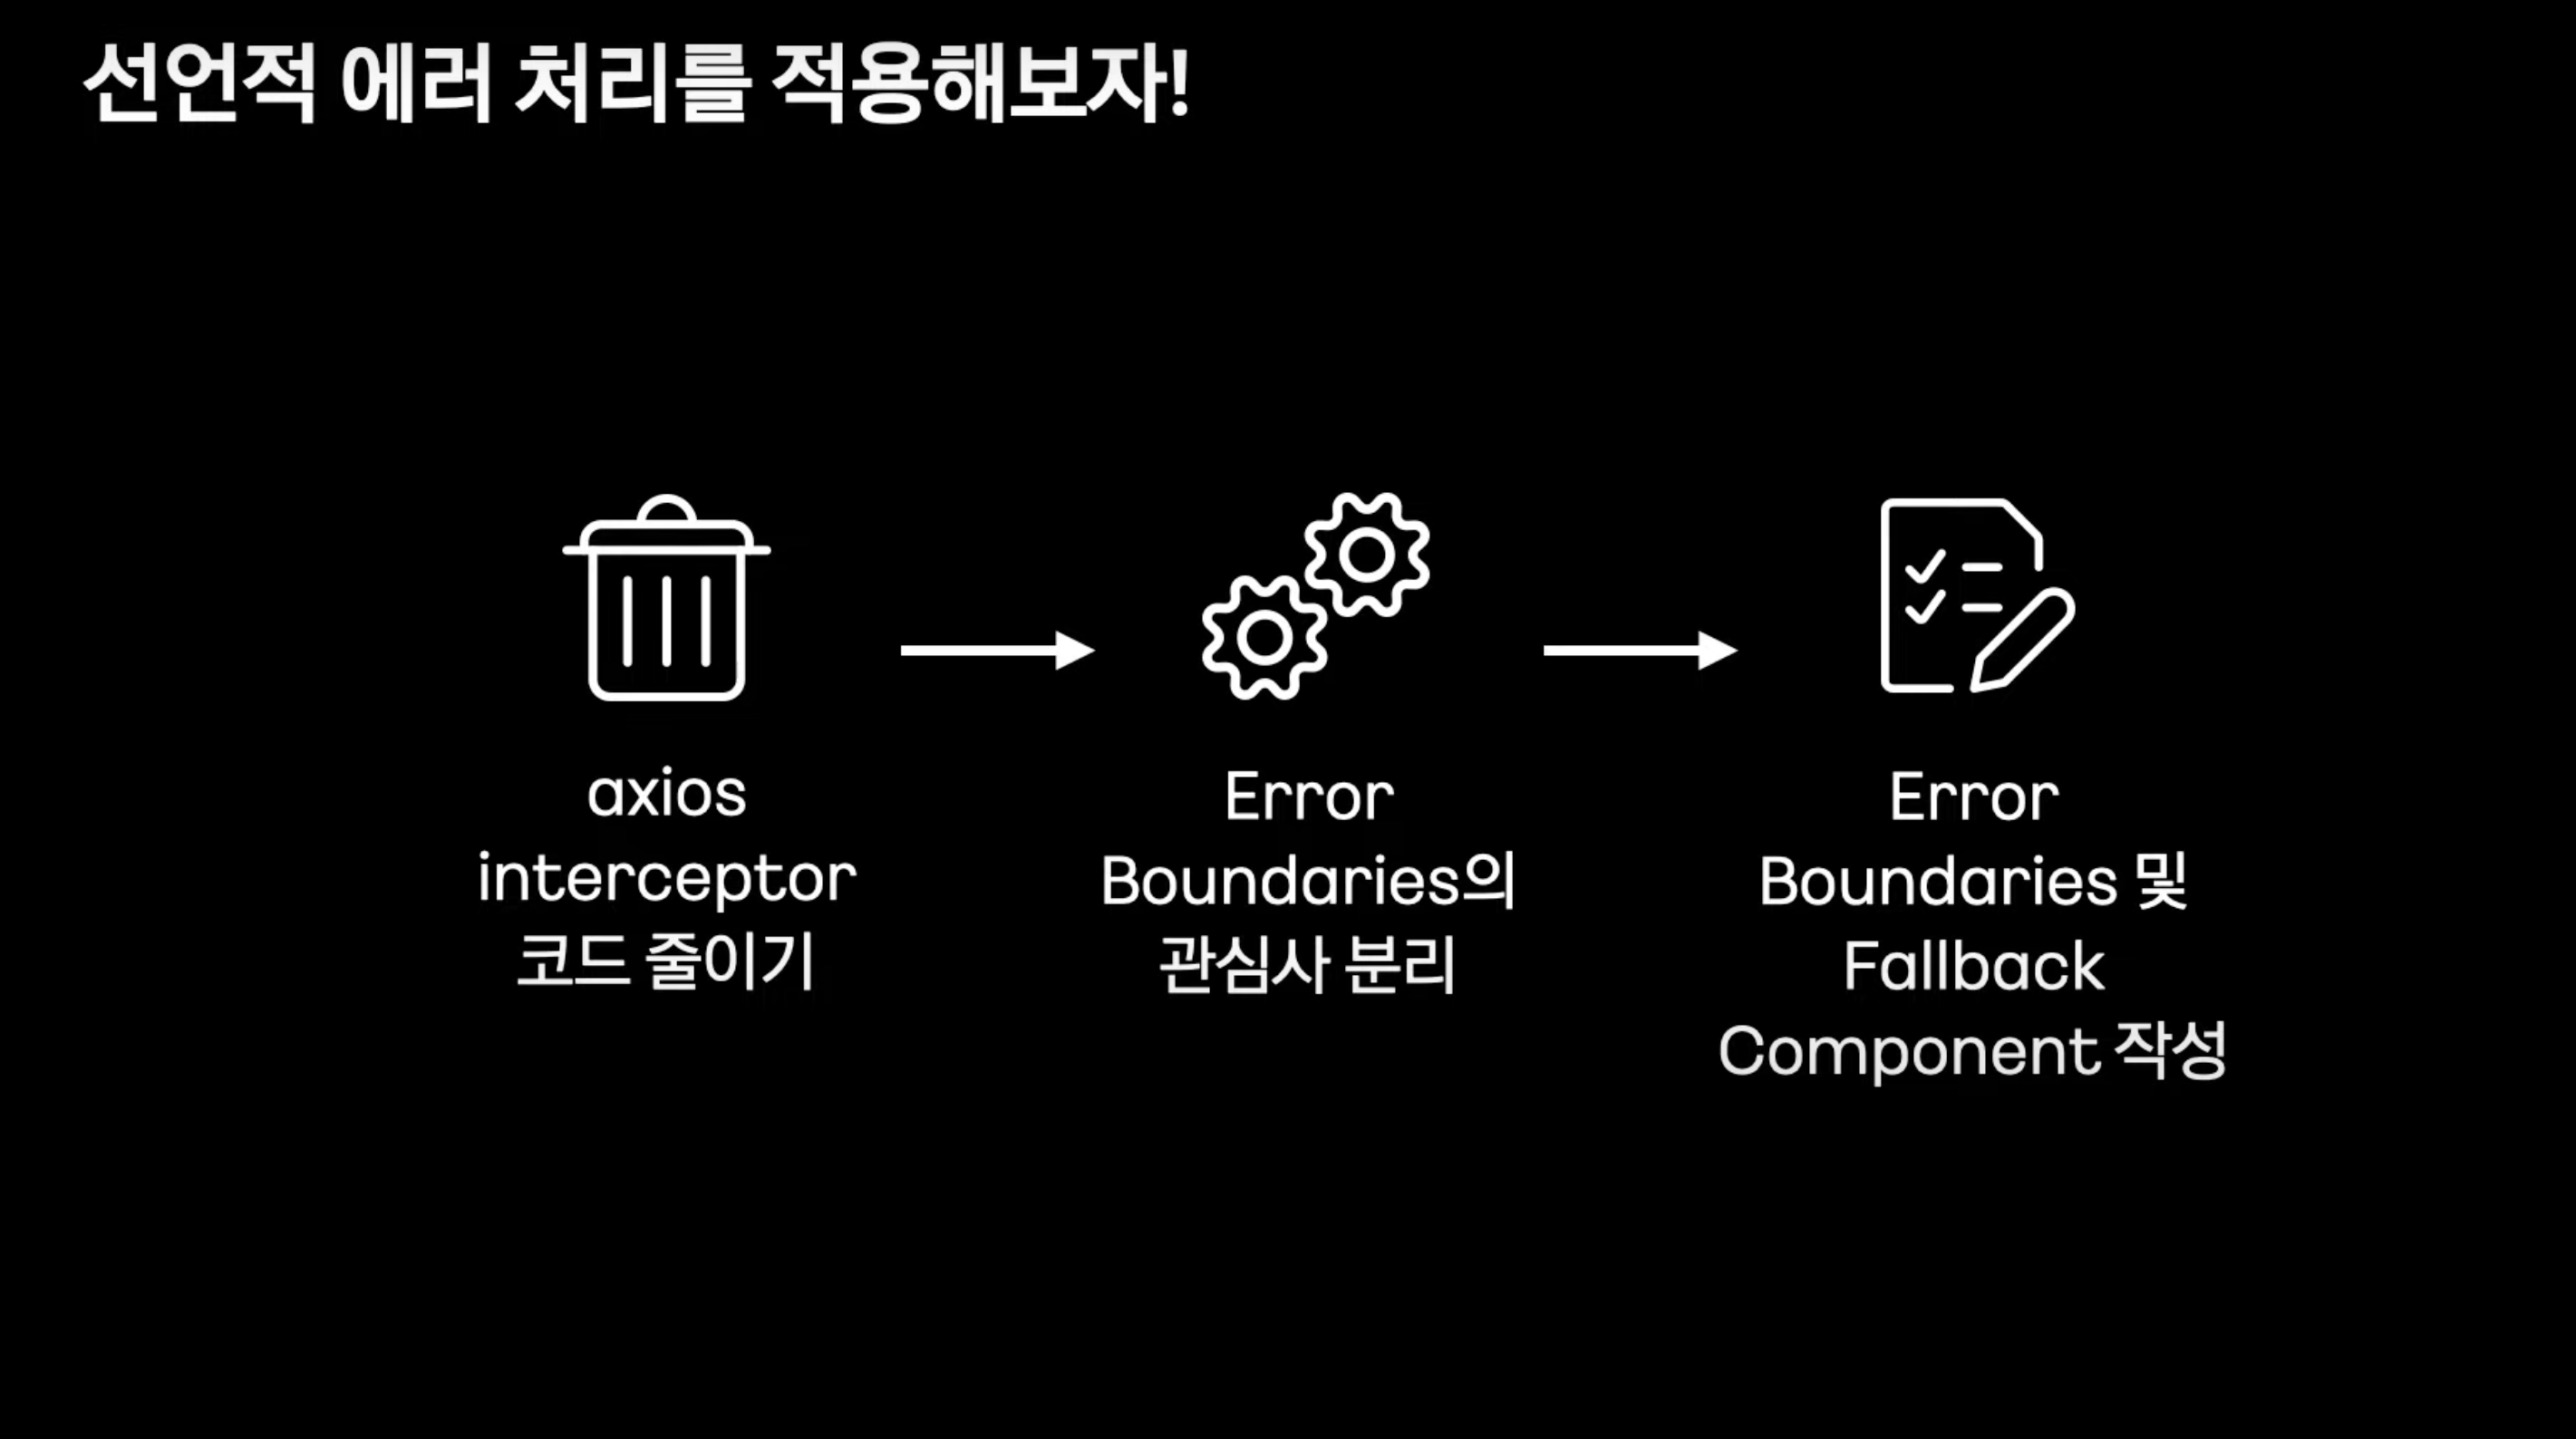 선언적 에러 처리를 적용해보자!
axios
interceptor
코드 줄이기
Error
Boundaries의
관심사 분리
Error
Boundaries 및
Fallback
Component 작성